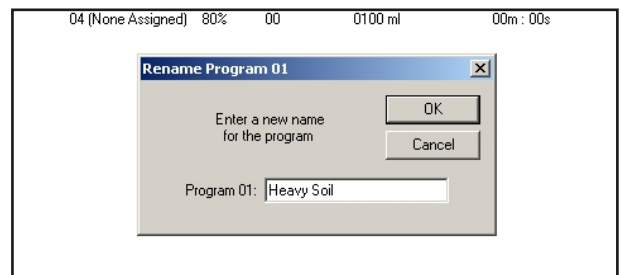 04 (None Assigned) 80% 00 0100 ml 00m : 00s
Rename Program 01
Enter a new name
for the program
OK
Cancel
Program 01: Heavy Soil